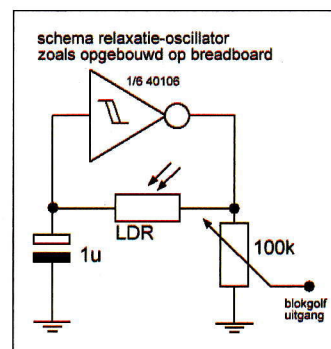 schema relaxatie-oscillator
zoals opgebouwd op breadboard
1/6 40106
LDR
1u
100k
blokgolf
uitgang